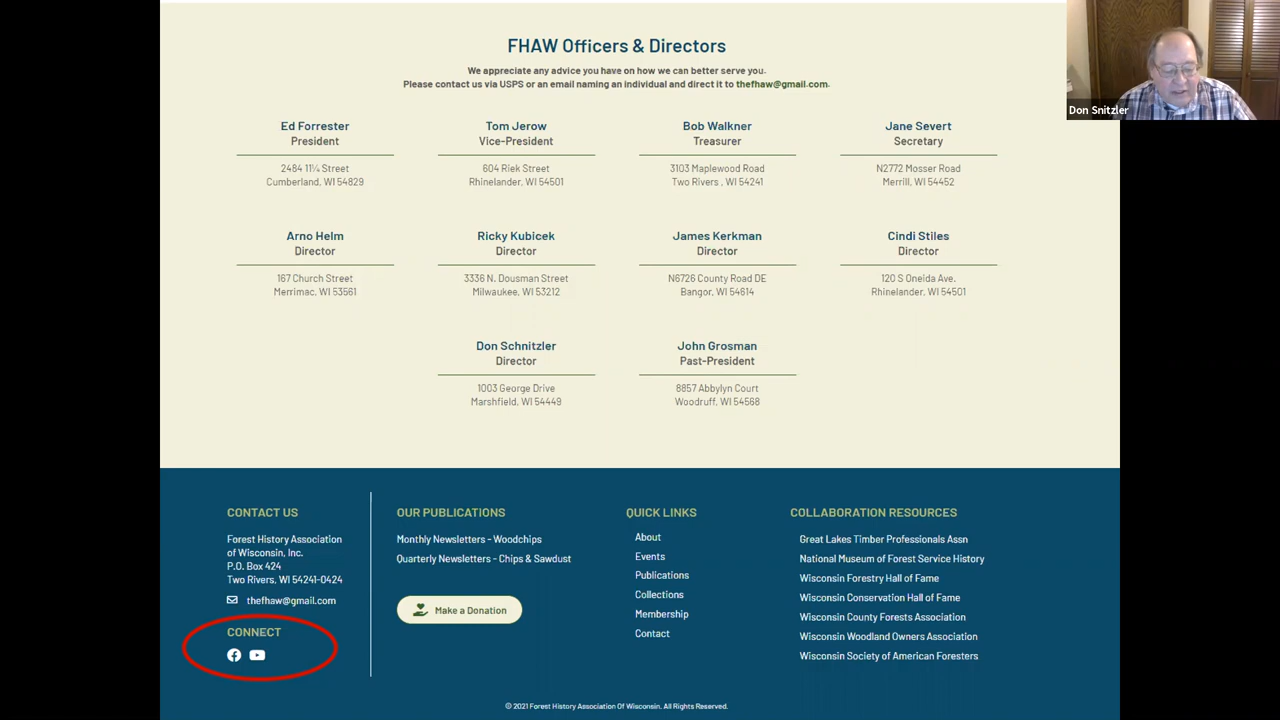 FHAW Officers & Directors
We appreciate any advice you have on how we can better serve you.
Please contact us via USPS or an email naming an individual and direct it to thefhaw@gmail.com.
Don Snitzler
Ed Forrester
President
2484 11¼ Street
Cumberland, WI 54829
Tom Jerow
Vice-President
604 Riek Street
Rhinelander, WI 54501
Bob Walkner
Treasurer
3103 Maplewood Road
Two Rivers , WI 54241
Jane Severt
Secretary
N2772 Mosser Road
Merrill, WI 54452
Arno Helm
Director
167 Church Street
Merrimac, WI 53561
Ricky Kubicek
Director
3336 N. Dousman Street
Milwaukee, WI 53212
James Kerkman
Director
N6726 County Road DE
Bangor, WI 54614
Cindi Stiles
Director
120 S Oneida Ave.
Rhinelander, WI 54501
Don Schnitzler
Director
1003 George Drive
Marshfield, WI 54449
John Grosman
Past-President
8857 Abbylyn Court
Woodruff, WI 54568
CONTACT US
Forest History Association
of Wisconsin, Inc.
P.O. Box 424
Two Rivers, WI 54241-0424
thefhaw@gmail.com
CONNECT
OUR PUBLICATIONS
Monthly Newsletters - Woodchips
Quarterly Newsletters - Chips & Sawdust
Make a Donation
QUICK LINKS
About
Events
Publications
Collections
Membership
Contact
COLLABORATION RESOURCES
Great Lakes Timber Professionals Assn
National Museum of Forest Service History
Wisconsin Forestry Hall of Fame
Wisconsin Conservation Hall of Fame
Wisconsin County Forests Association
Wisconsin Woodland Owners Association
Wisconsin Society of American Foresters
© 2021 Forest History Association Of Wisconsin. All Rights Reserved.